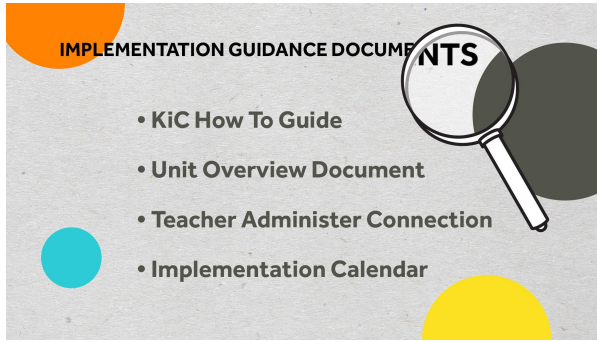 IMPLEMENTATION GUIDANCE DOCUMENTS
• KiC How To Guide
• Unit Overview Document
• Teacher Administer Connection
• Implementation Calendar